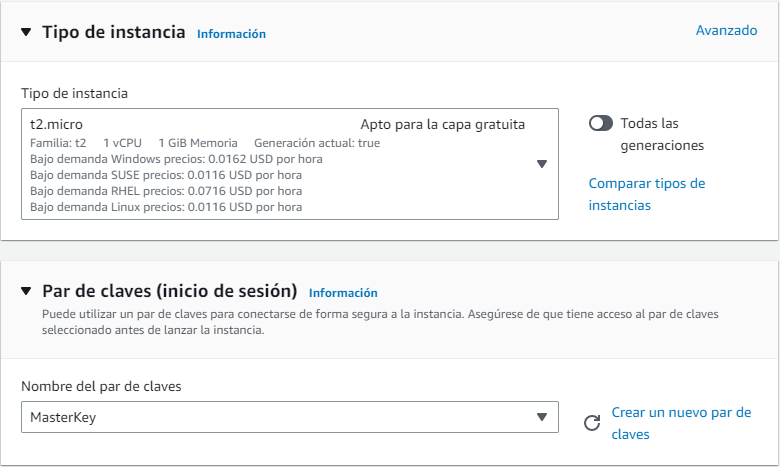 Tipo de instancia Información Avanzado
Tipo de instancia
t2.micro Apto para la capa gratuita
Familia: t2 1 vCPU 1 GiB Memoria Generación actual: true
Bajo demanda Windows precios: 0.0162 USD por hora
Bajo demanda SUSE precios: 0.0116 USD por hora
Bajo demanda RHEL precios: 0.0716 USD por hora
Bajo demanda Linux precios: 0.0116 USD por hora
Todas las
generaciones
Comparar tipos de
instancias
Par de claves (inicio de sesión) Información
Puede utilizar un par de claves para conectarse de forma segura a la instancia. Asegúrese de que tiene acceso al par de claves
seleccionado antes de lanzar la instancia.
Nombre del par de claves
MasterKey
Crear un nuevo par de
claves